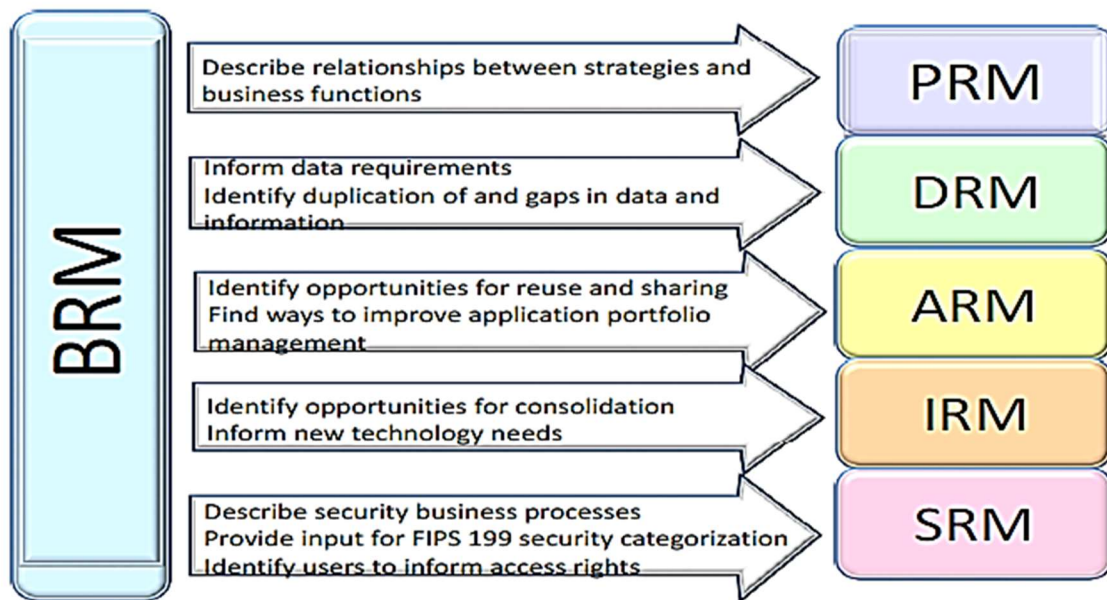 BRM
Describe relationships between strategies and
business functions
PRM
Inform data requirements
Identify duplication of and gaps in data and
information
DRM
Identify opportunities for reuse and sharing
Find ways to improve application portfolio
management
ARM
Identify opportunities for consolidation
Inform new technology needs
IRM
Describe security business processes
Provide input for FIPS 199 security categorization
Identify users to inform access rights
SRM